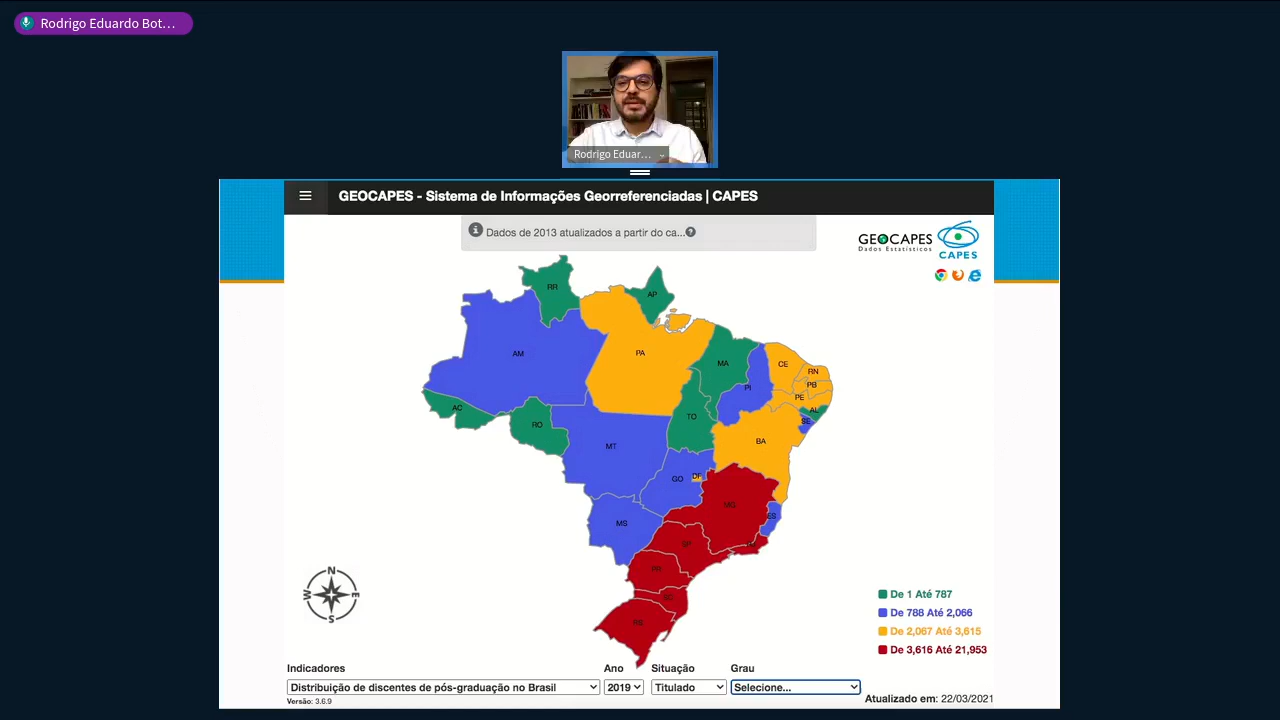 Rodrigo Eduardo Bot...
Rodrigo Eduar...
GEOCAPES - Sistema de Informações Georreferenciadas | CAPES
Dados de 2013 atualizados a partir do ca...
GEOCAPES
Dados Estatísticos
CAPES
RR
AP
AM
PA
MA
CE
RN
PB
PI
PE
AC
AL
TO
SE
RO
BA
MT
GO
DF
MG
MS
ES
SP
RJ
PR
SC
RS
N
W
E
S
De 1 Até 787
De 788 Até 2,066
De 2,067 Até 3,615
De 3,616 Até 21,953
Indicadores
Ano
Situação
Grau
Distribuição de discentes de pós-graduação no Brasil
2019
Titulado
Selecione...
Versão: 3.6.9
Atualizado em: 22/03/2021